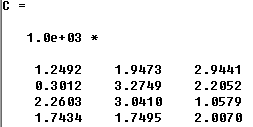 C =
1.0e+03 *
1.2492 1.9473 2.9441
0.3012 3.2749 2.2052
2.2603 3.0410 1.0579
1.7434 1.7495 2.0070